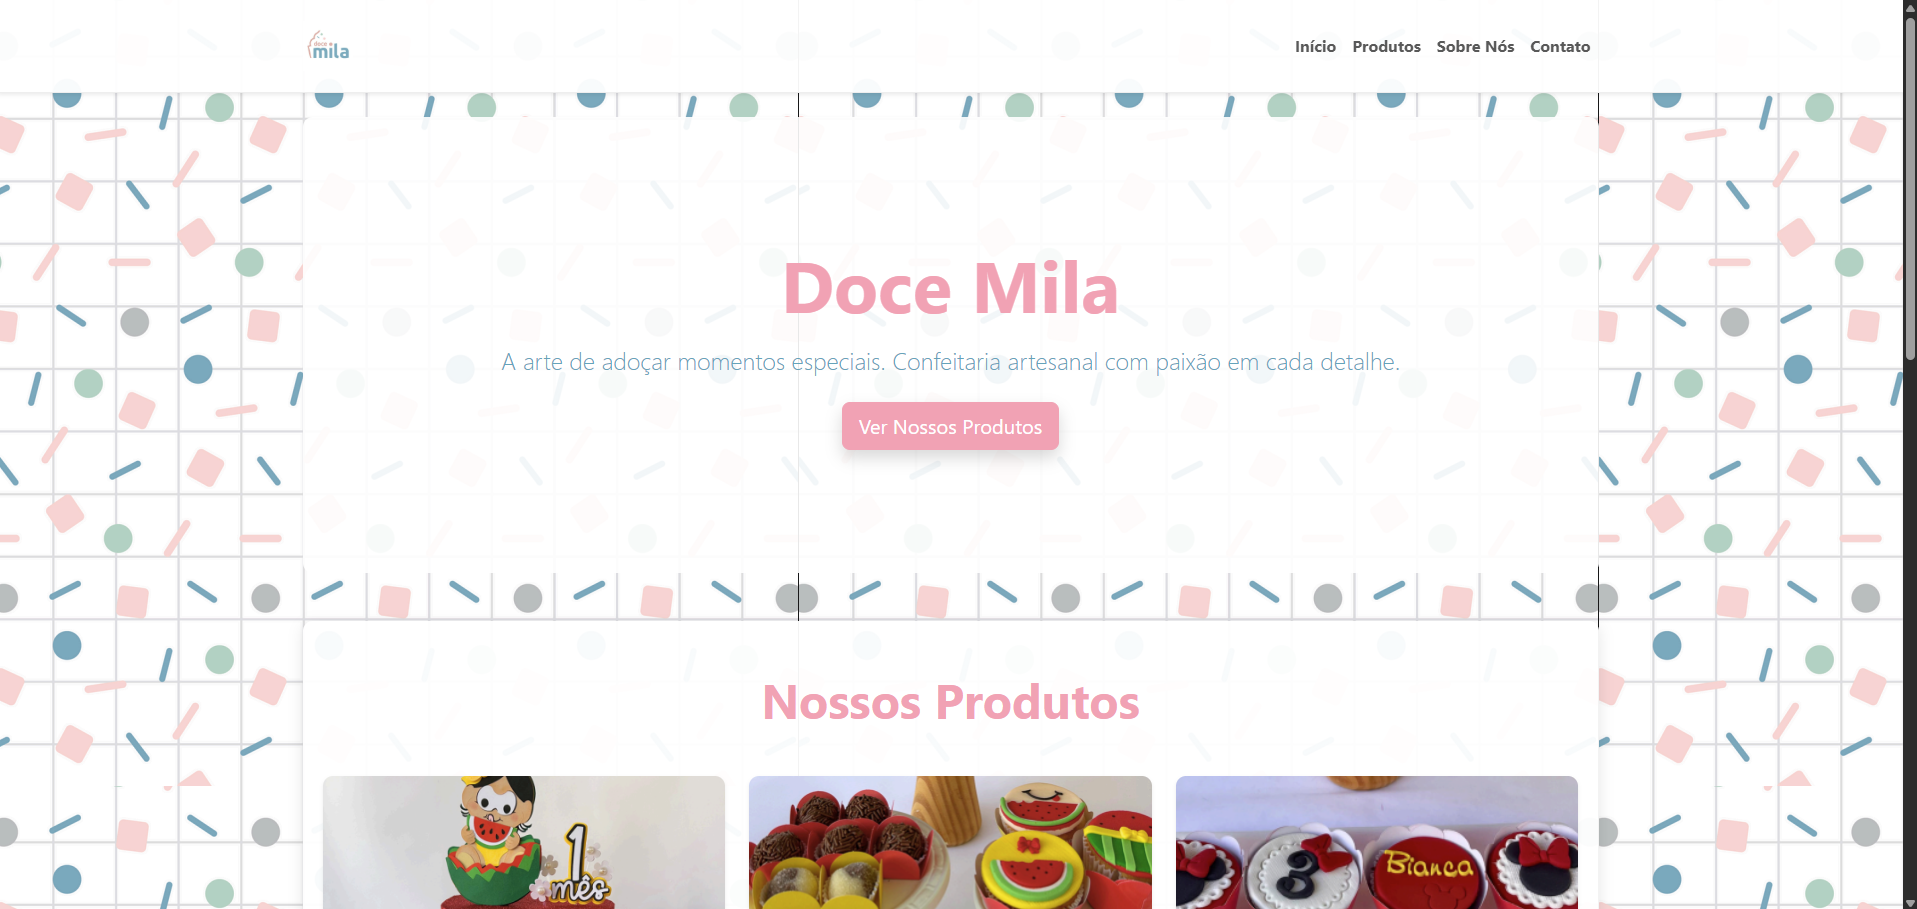 doce
mila
Início Produtos Sobre Nós Contato
Doce Mila
A arte de adoçar momentos especiais. Confeitaria artesanal com paixão em cada detalhe.
Ver Nossos Produtos
Nossos Produtos
1
mês
3
Bianca